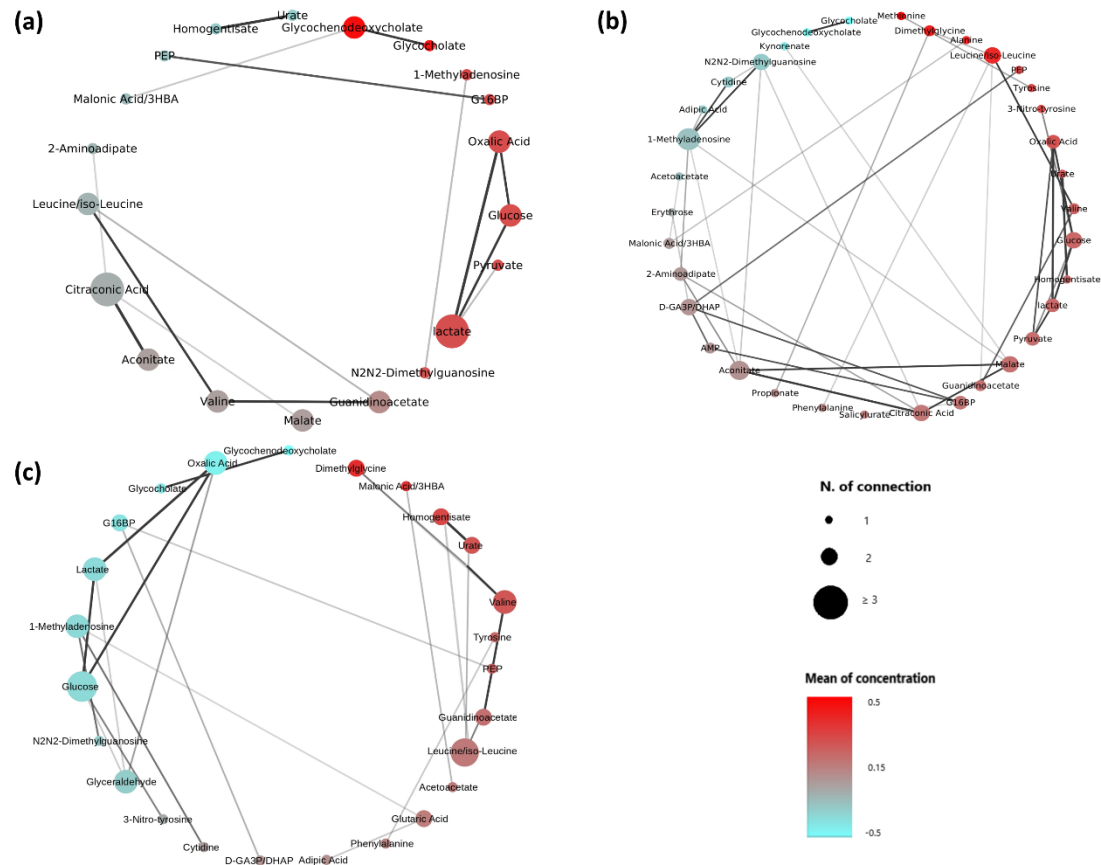 (a)
Urate
Homogentisate
Glycochenodeoxycholate
Glycocholate
PEP
1-Methyladenosine
Malonic Acid/3HBA
G16BP
Oxalic Acid
2-Aminoadipate
Leucine/iso-Leucine
Glucose
Pyruvate
Citraconic Acid
lactate
Aconitate
N2N2-Dimethylguanosine
Valine
Guanidinoacetate
Malate
(b)
Glycocholate
Methionine
Glycochenodeoxycholate
Dimethylglycine
Kynorenate
Alanine
Leucine/iso-Leucine
N2N2-Dimethylguanosine
PEP
Cytidine
Tyrosine
Adipic Acid
3-Nitro-tyrosine
1-Methyladenosine
Oxalic Acid
Acetoacetate
Urate
Erythrose
Valine
Malonic Acid/3HBA
Glucose
2-Aminoadipate
Homogentisate
D-GA3P/DHAP
lactate
AMP
Pyruvate
Aconitate
Malate
Propionate
Guanidinoacetate
Phenylalanine
G16BP
Salicylurate
Citraconic Acid
(c)
Glycochenodeoxycholate
Oxalic Acid
Dimethylglycine
Glycocholate
Malonic Acid/3HBA
G16BP
Homogentisate
Urate
Lactate
Valine
1-Methyladenosine
Tyrosine
Glucose
PEP
Guanidinoacetate
N2N2-Dimethylguanosine
Leucine/iso-Leucine
Glyceraldehyde
Acetoacetate
3-Nitro-tyrosine
Glutaric Acid
Cytidine
Phenylalanine
D-GA3P/DHAP
Adipic Acid
N. of connection
1
2
≥ 3
Mean of concentration
0.5
0.15
-0.5